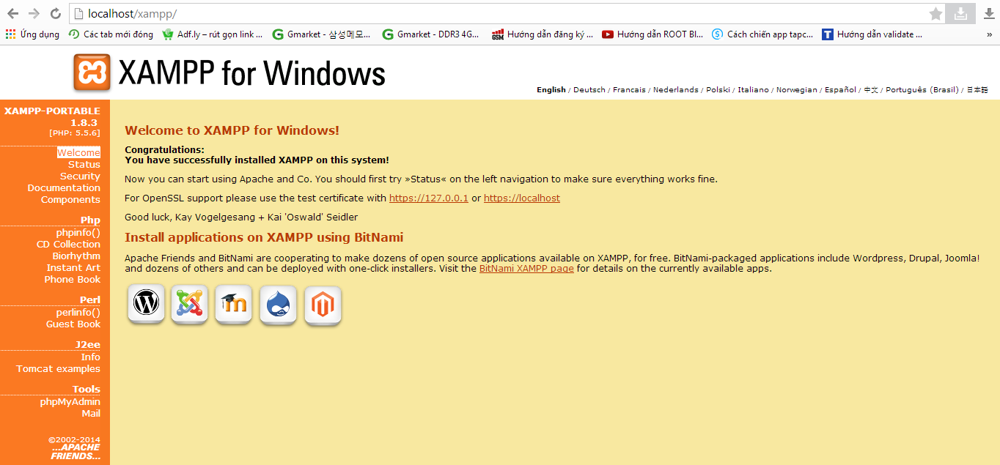 localhost/xampp/
Ứng dụng Các tab mới đóng Adf.ly – rút gọn link ... Gmarket - 삼성메모... Gmarket - DDR3 4G... Hướng dẫn đăng ký ... Hướng dẫn ROOT Bl... Cách chiến app tapc... Hướng dẫn validate ... »
XAMPP for Windows
English / Deutsch / Francais / Nederlands / Polski / Italiano / Norwegian / Español / 中文 / Português (Brasil) / 日本語
XAMPP-PORTABLE
1.8.3
[PHP: 5.5.6]
Welcome
Status
Security
Documentation
Components
Php
phpinfo()
CD Collection
Biorhythm
Instant Art
Phone Book
Perl
perlinfo()
Guest Book
J2ee
Info
Tomcat examples
Tools
phpMyAdmin
Mail
©2002-2014
...APACHE
FRIENDS...
Welcome to XAMPP for Windows!
Congratulations:
You have successfully installed XAMPP on this system!
Now you can start using Apache and Co. You should first try »Status« on the left navigation to make sure everything works fine.
For OpenSSL support please use the test certificate with https://127.0.0.1 or https://localhost
Good luck, Kay Vogelgesang + Kai 'Oswald' Seidler
Install applications on XAMPP using BitNami
Apache Friends and BitNami are cooperating to make dozens of open source applications available on XAMPP, for free. BitNami-packaged applications include Wordpress, Drupal, Joomla!
and dozens of others and can be deployed with one-click installers. Visit the BitNami XAMPP page for details on the currently available apps.